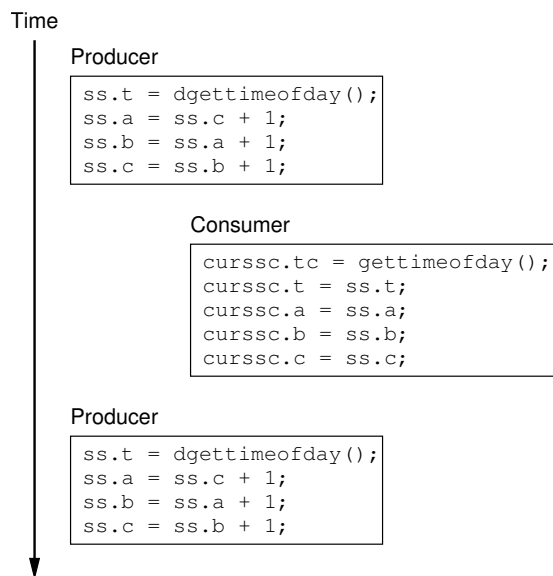 Time
Producer
ss.t = dgettimeofday();
ss.a = ss.c + 1;
ss.b = ss.a + 1;
ss.c = ss.b + 1;
Consumer
curssc.tc = gettimeofday();
curssc.t = ss.t;
curssc.a = ss.a;
curssc.b = ss.b;
curssc.c = ss.c;
Producer
ss.t = dgettimeofday();
ss.a = ss.c + 1;
ss.b = ss.a + 1;
ss.c = ss.b + 1;